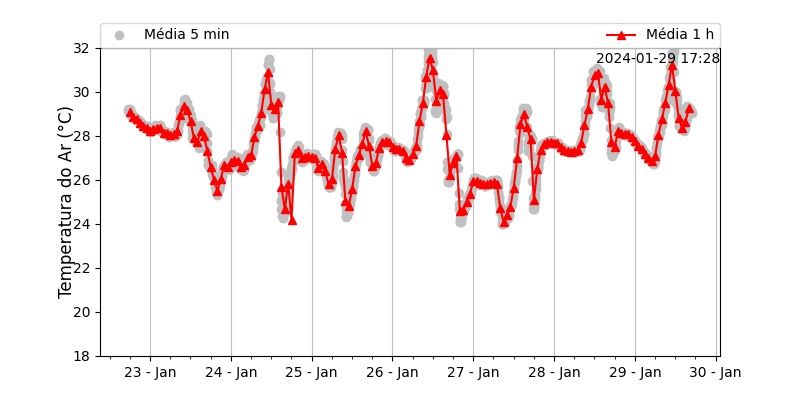 Média 5 min
Média 1 h
2024-01-29 17:28
Temperatura do Ar (°C)
32
30
28
26
24
22
20
18
23 - Jan
24 - Jan
25 - Jan
26 - Jan
27 - Jan
28 - Jan
29 - Jan
30 - Jan